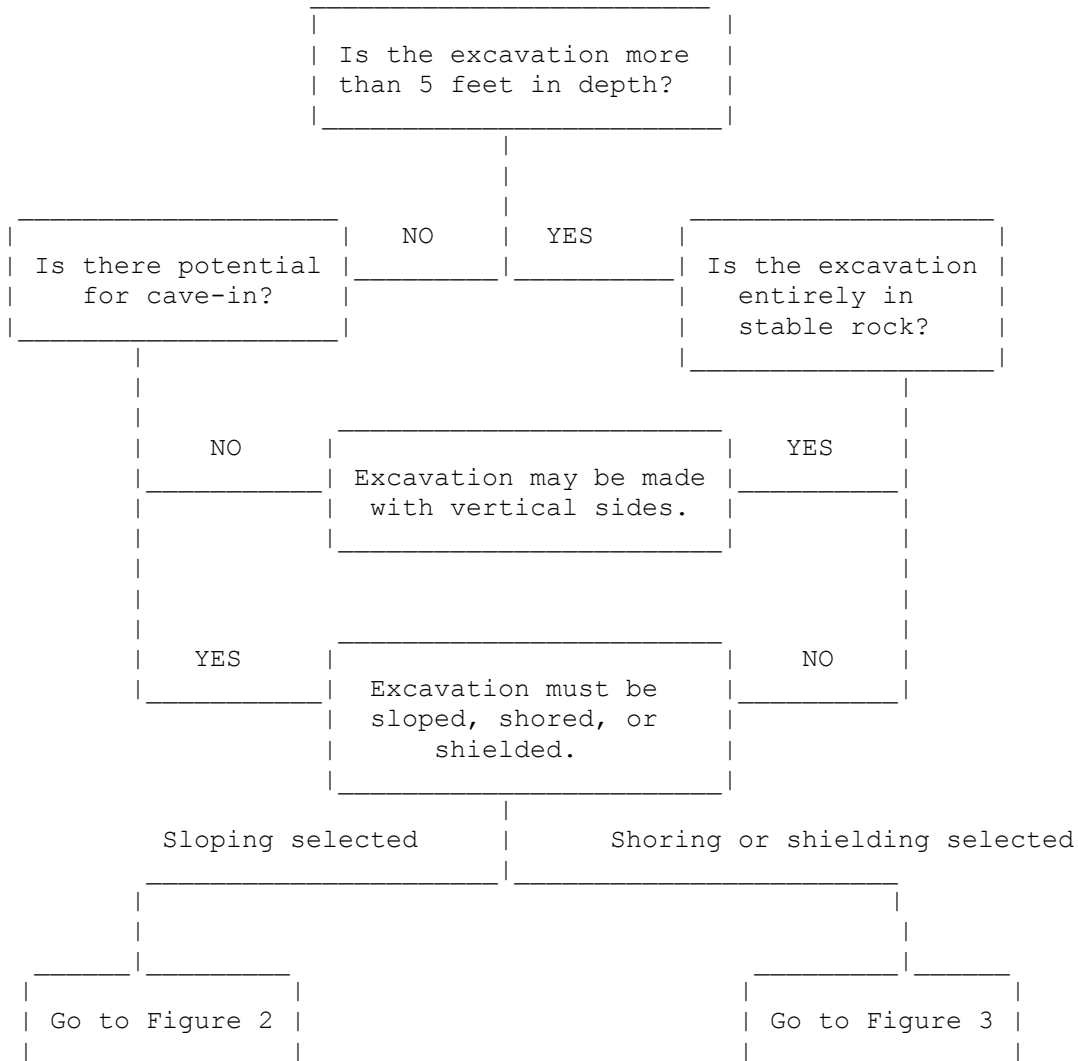 Is the excavation more
than 5 feet in depth?
NO
YES
Is there potential
for cave-in?
Is the excavation
entirely in
stable rock?
NO
YES
Excavation may be made
with vertical sides.
YES
NO
Excavation must be
sloped, shored, or
shielded.
Sloping selected
Shoring or shielding selected
Go to Figure 2
Go to Figure 3